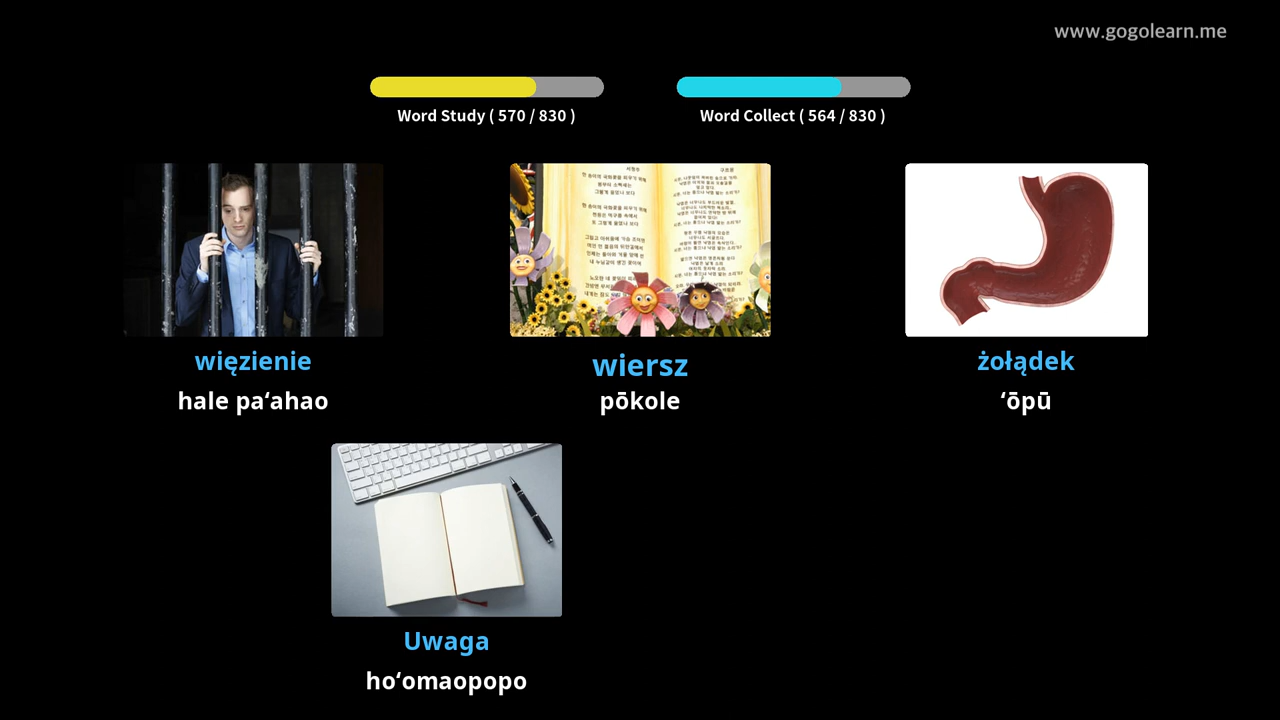 www.gogolearn.me
Word Study ( 570 / 830 )
Word Collect ( 564 / 830 )
więzienie
wiersz
żołądek
hale paʻahao
pōkole
ʻōpū
Uwaga
hoʻomaopopo